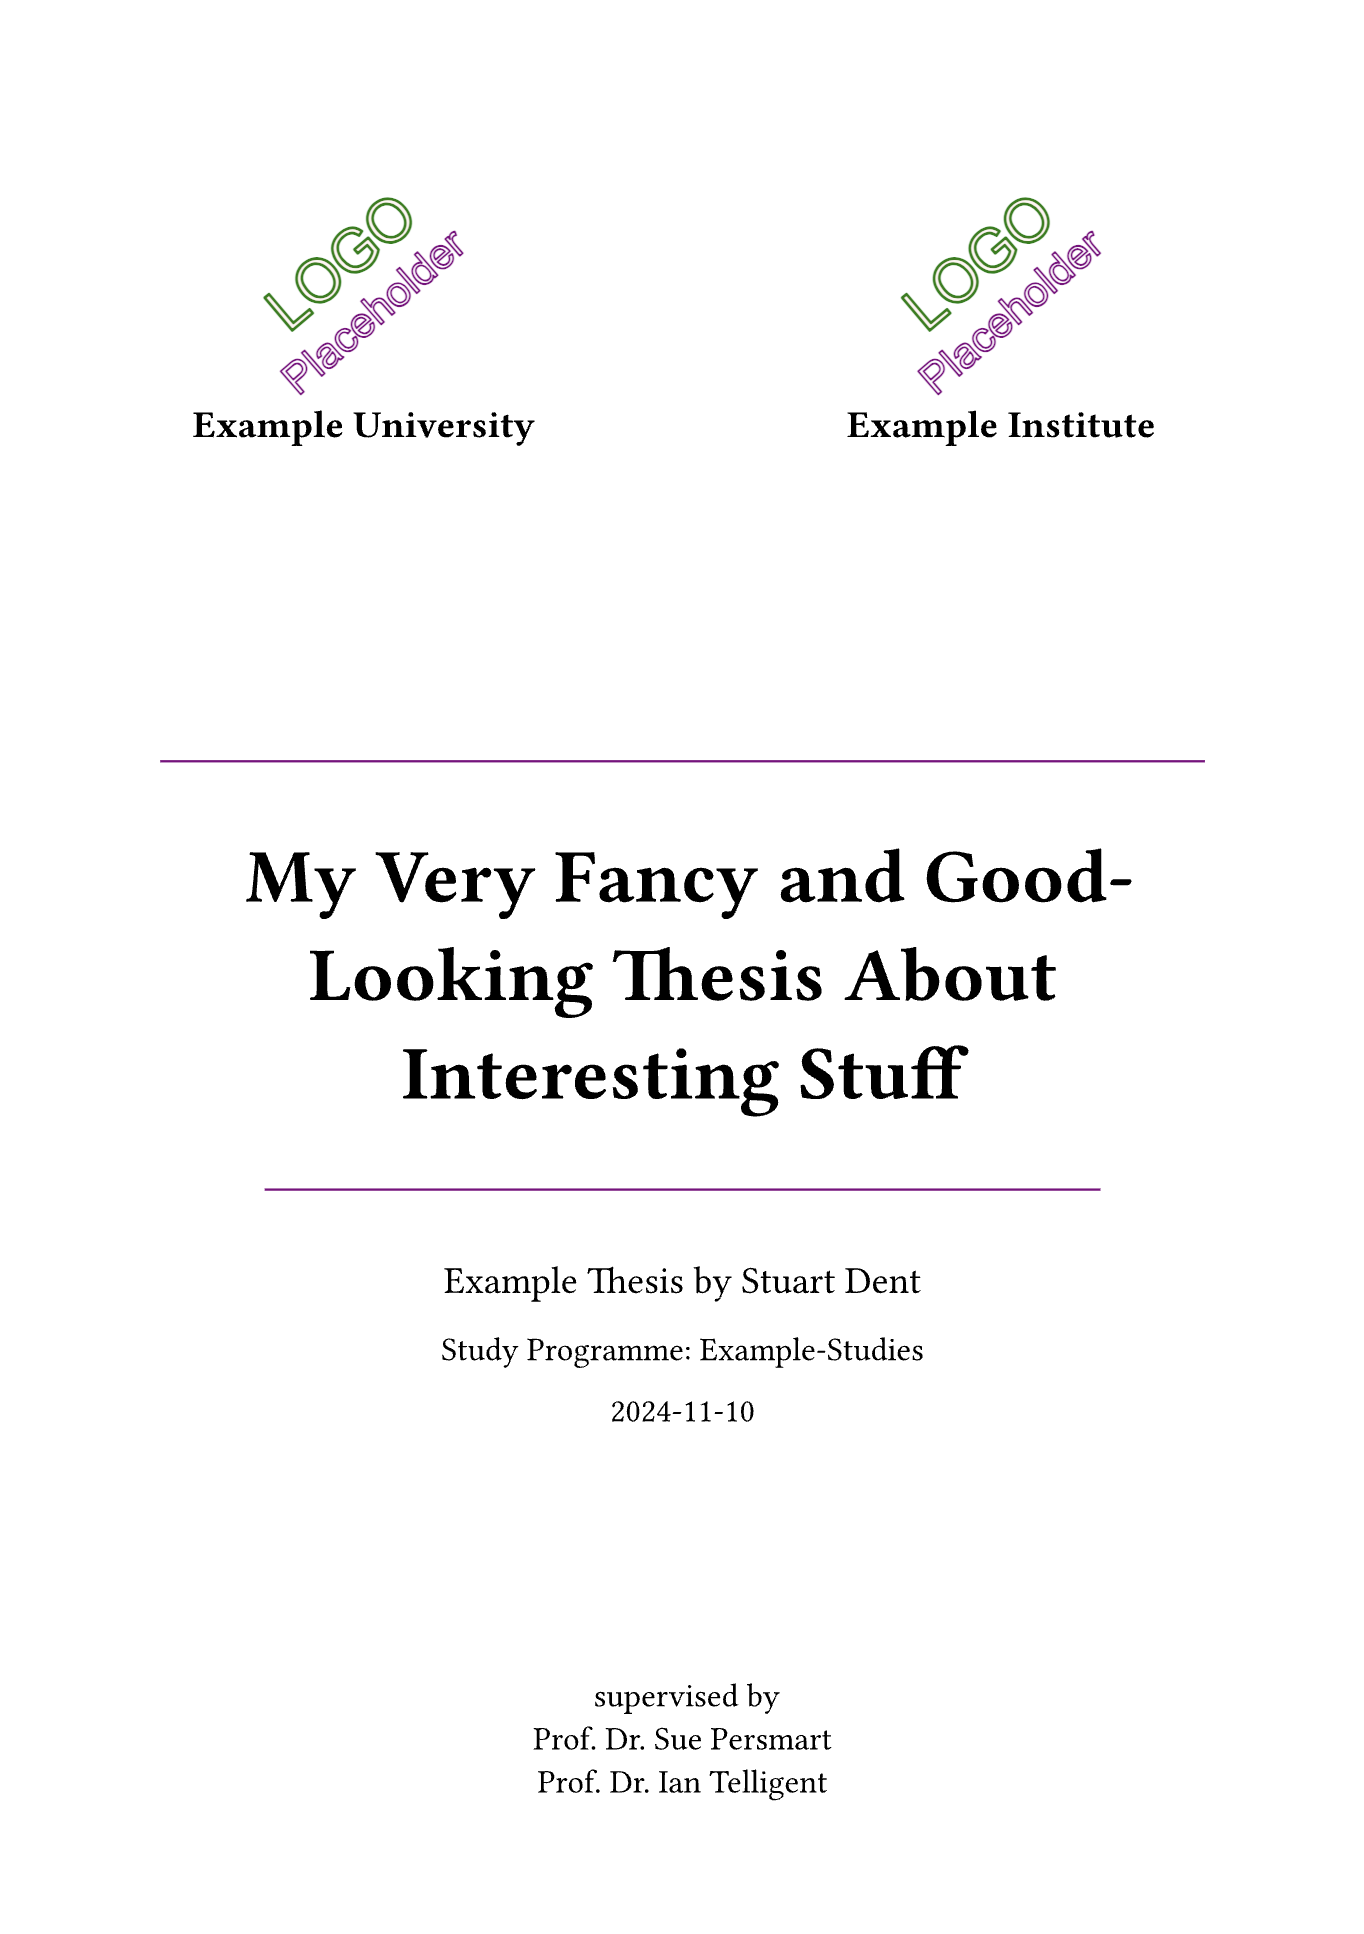 LOGO
Placeholder
Example University
LOGO
Placeholder
Example Institute
My Very Fancy and Good-
Looking Thesis About
Interesting Stuff
Example Thesis by Stuart Dent
Study Programme: Example-Studies
2024-11-10
supervised by
Prof. Dr. Sue Persmart
Prof. Dr. Ian Telligent